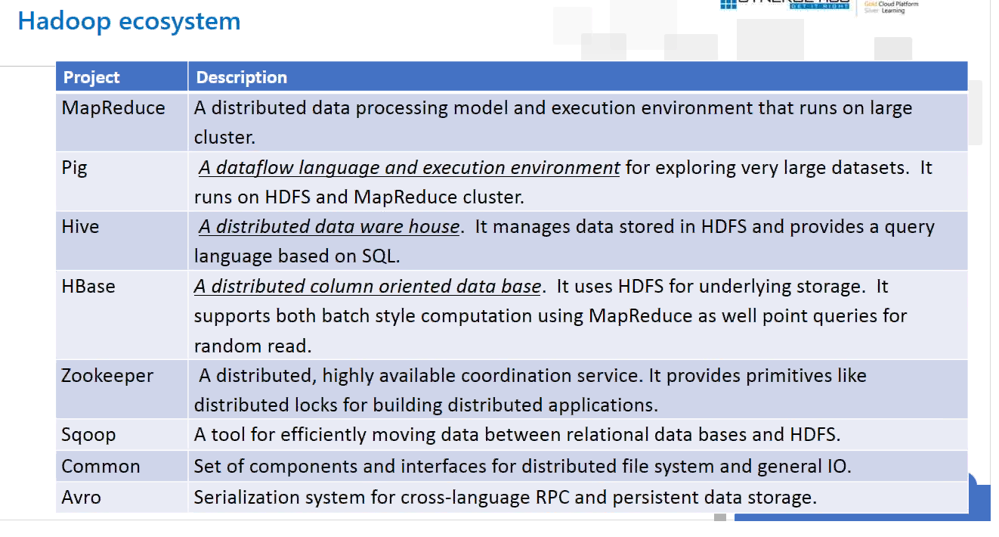 Hadoop ecosystem
GET IT RIGHT
Gold Cloud Platform
Silver Learning
Project Description
MapReduce A distributed data processing model and execution environment that runs on large
cluster.
Pig A dataflow language and execution environment for exploring very large datasets. It
runs on HDFS and MapReduce cluster.
Hive A distributed data ware house. It manages data stored in HDFS and provides a query
language based on SQL.
HBase A distributed column oriented data base. It uses HDFS for underlying storage. It
supports both batch style computation using MapReduce as well point queries for
random read.
Zookeeper A distributed, highly available coordination service. It provides primitives like
distributed locks for building distributed applications.
Sqoop A tool for efficiently moving data between relational data bases and HDFS.
Common Set of components and interfaces for distributed file system and general IO.
Avro Serialization system for cross-language RPC and persistent data storage.